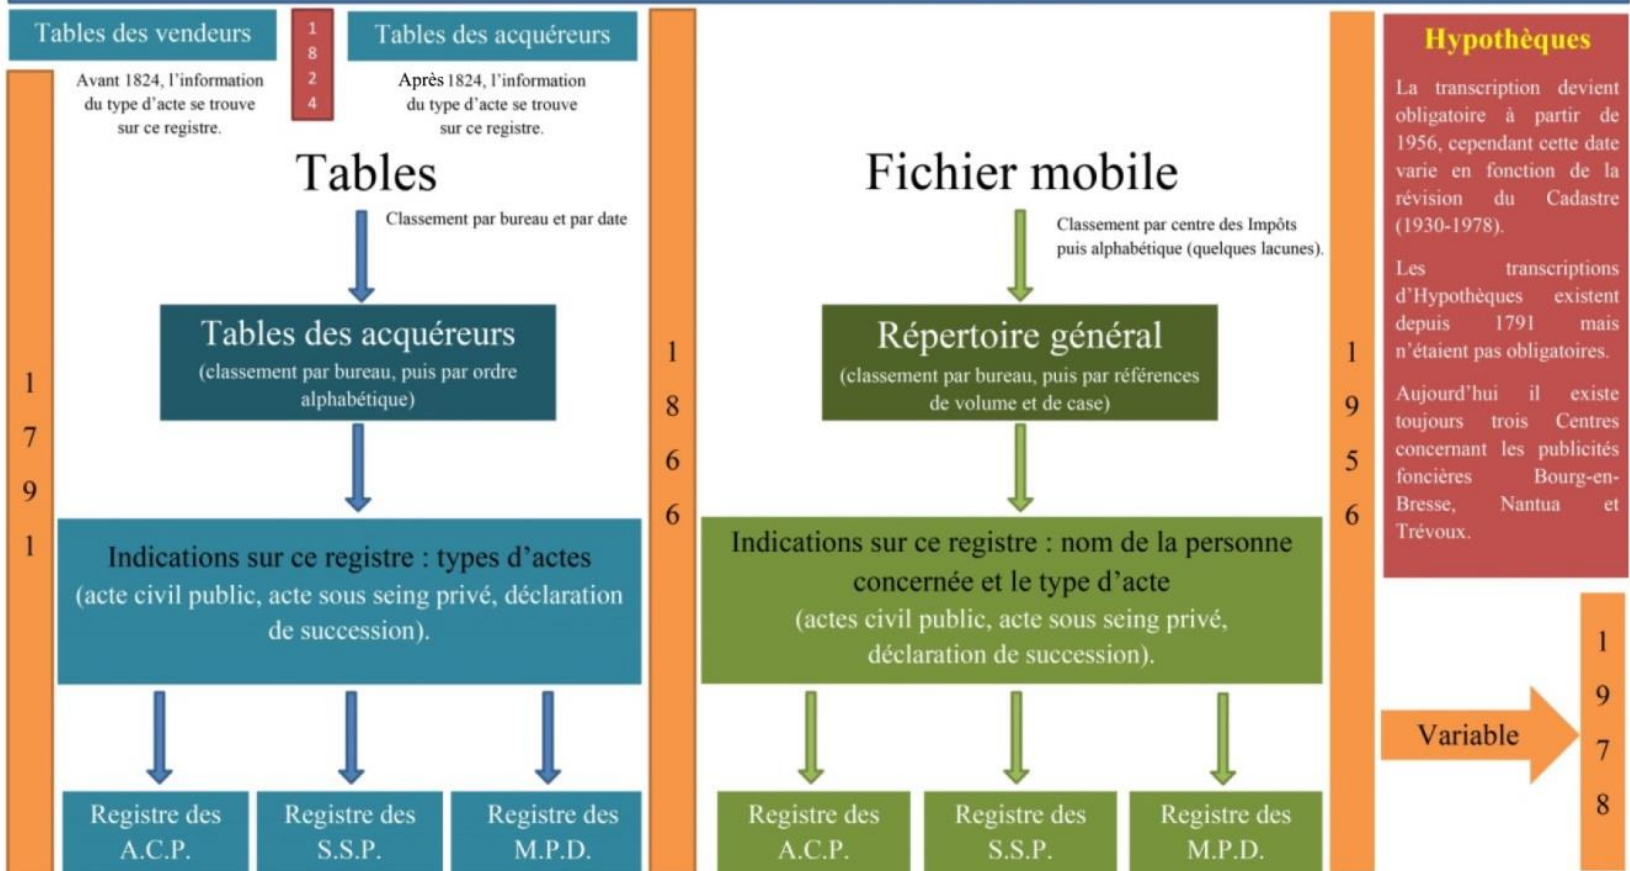 Tables des vendeurs
Avant 1824, l'information
du type d'acte se trouve
sur ce registre.
1
8
2
4
Tables des acquéreurs
Après 1824, l'information
du type d'acte se trouve
sur ce registre.
1
7
9
1
Tables
Classement par bureau et par date
Tables des acquéreurs
(classement par bureau, puis par ordre
alphabétique)
Indications sur ce registre : types d'actes
(acte civil public, acte sous seing privé, déclaration
de succession).
Registre des
A.C.P.
Registre des
S.S.P.
Registre des
M.P.D.
1
8
6
6
Fichier mobile
Classement par centre des Impôts
puis alphabétique (quelques lacunes).
Répertoire général
(classement par bureau, puis par références
de volume et de case)
Indications sur ce registre : nom de la personne
concernée et le type d'acte
(actes civil public, acte sous seing privé,
déclaration de succession).
Registre des
A.C.P.
Registre des
S.S.P.
Registre des
M.P.D.
1
9
5
6
Hypothèques
La transcription devient
obligatoire à partir de
1956, cependant cette date
varie en fonction de la
révision du Cadastre
(1930-1978).
Les transcriptions
d'Hypothèques existent
depuis 1791 mais
n'étaient pas obligatoires.
Aujourd'hui il existe
toujours trois Centres
concernant les publicités
foncières Bourg-en-
Bresse, Nantua et
Trévoux.
Variable
1
9
7
8